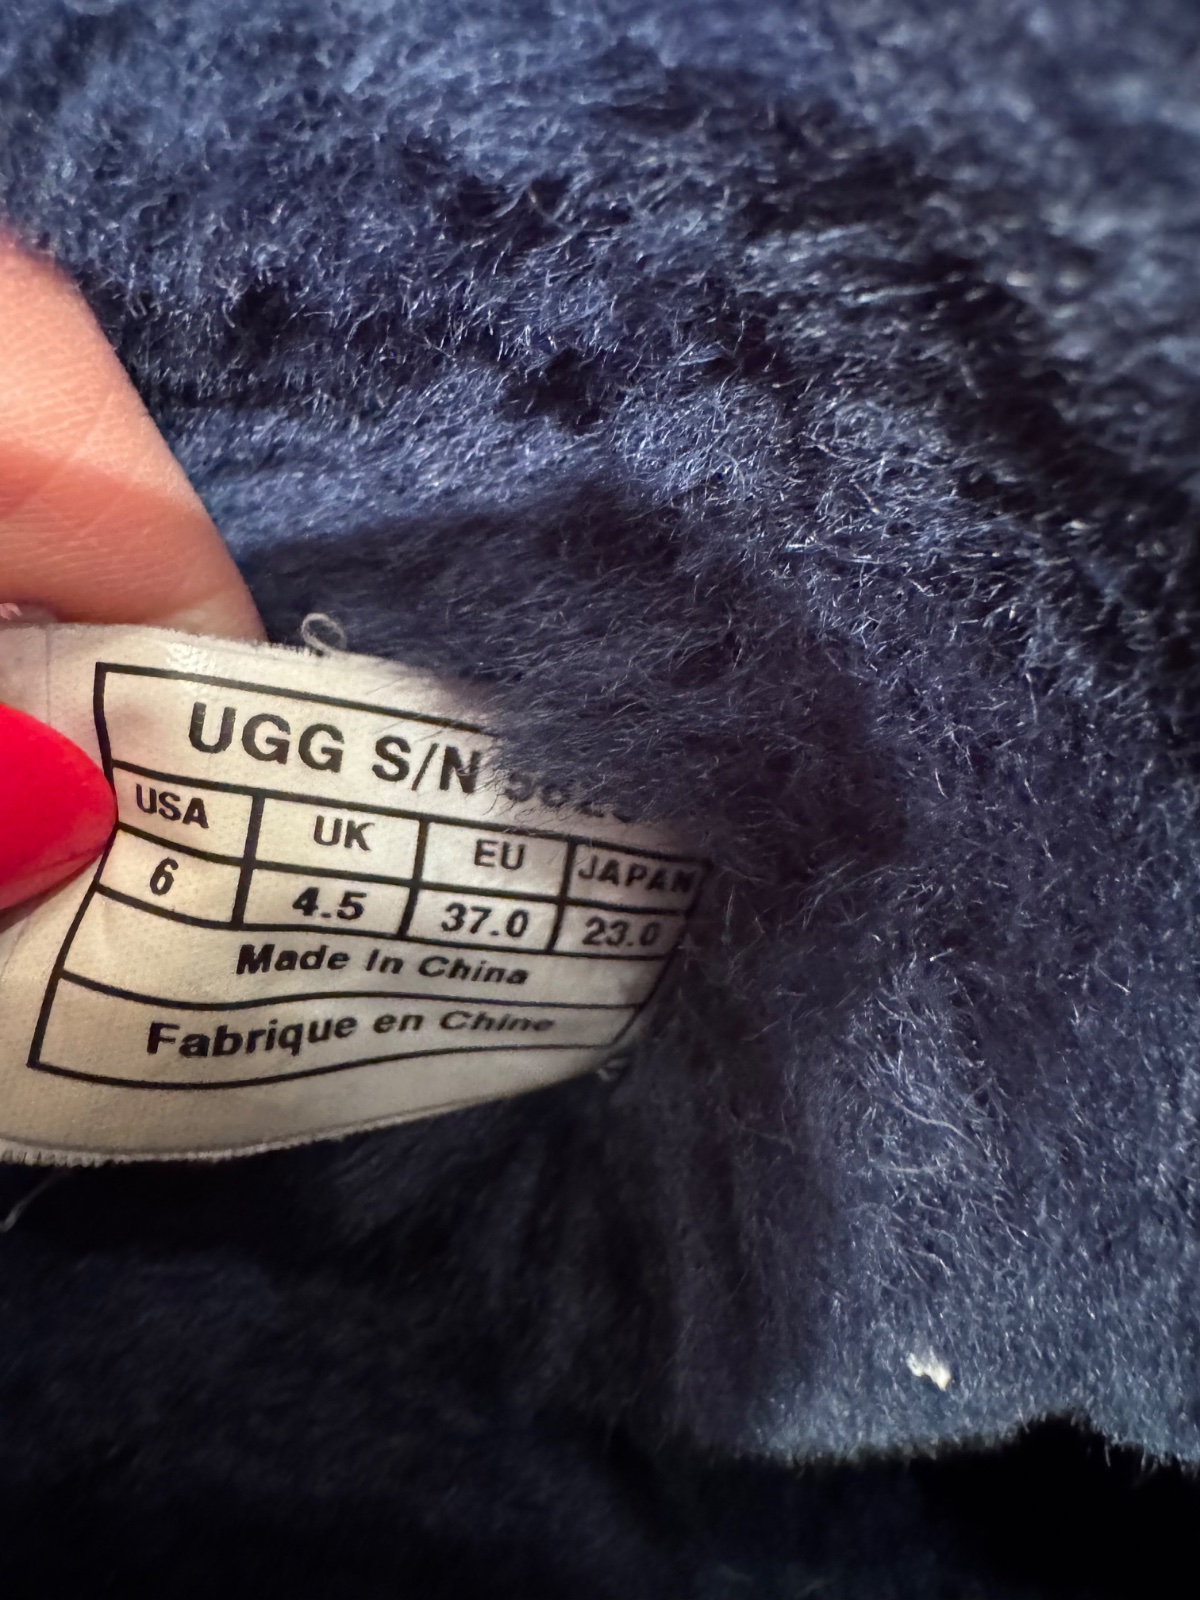 UGG S/N
USA UK EU JAPAN
6 4.5 37.0 23.0
Made in China
Fabrique en Chine